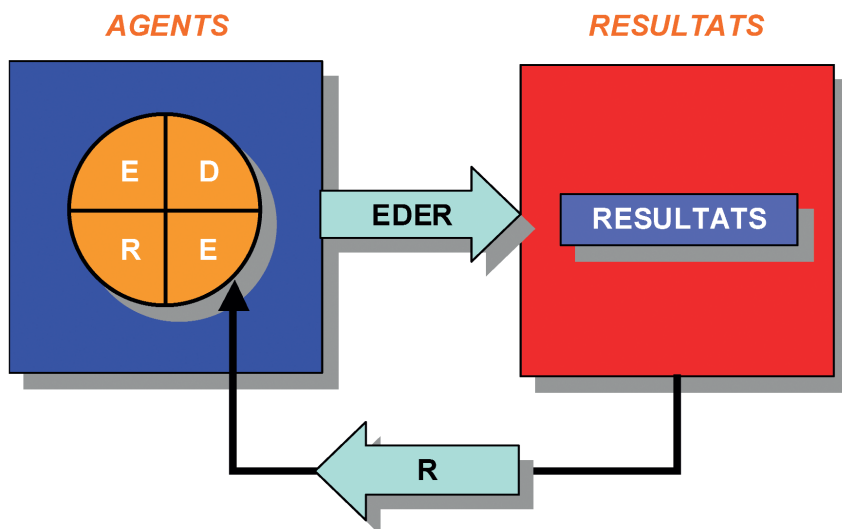 AGENTS
RESULTATS
E D
R E
EDER
RESULTATS
R